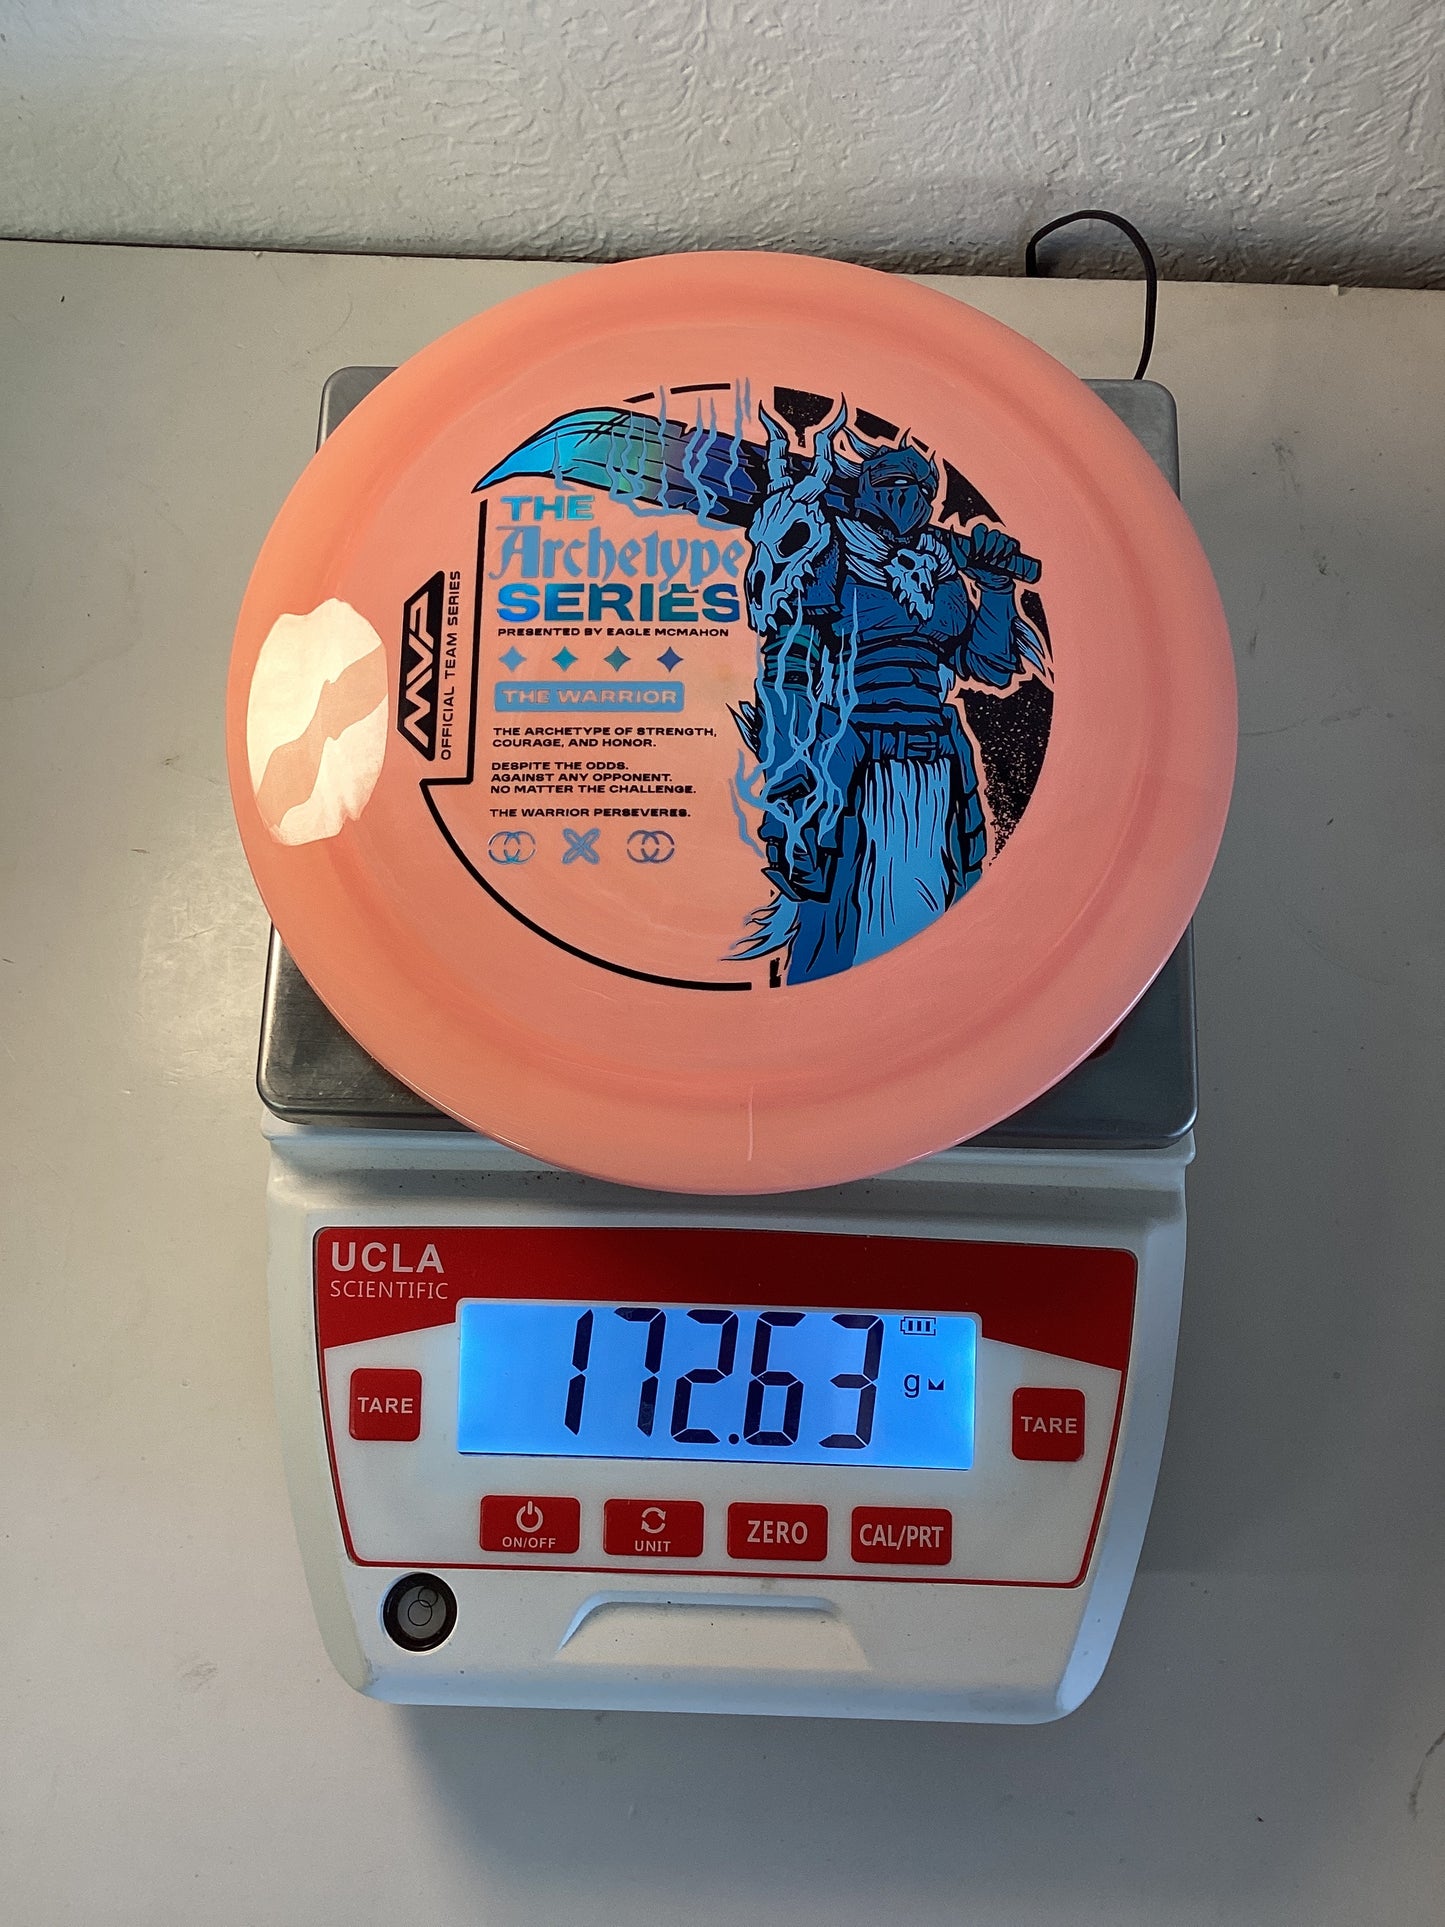 THE
Archetype
SERIES
PRESENTED BY EAGLE MCMAHON
THE WARRIOR
THE ARCHETYPE OF STRENGTH,
COURAGE, AND HONOR.
DESPITE THE ODDS.
AGAINST ANY OPPONENT.
NO MATTER THE CHALLENGE.
THE WARRIOR PERSEVERES.
MVP
OFFICIAL TEAM SERIES
UCLA
SCIENTIFIC
172.63 g
TARE
TARE
ON/OFF
UNIT
ZERO
CAL/PRT